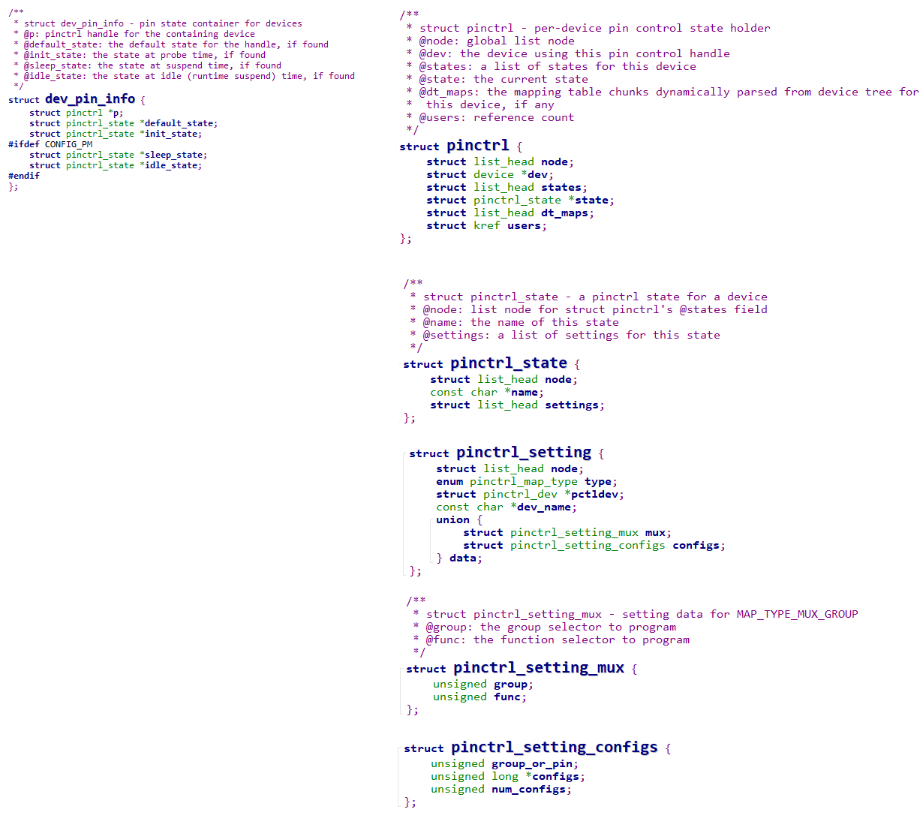 /**
 * struct dev_pin_info - pin state container for devices
 * @p: pinctrl handle for the containing device
 * @default_state: the default state for the handle, if found
 * @init_state: the state at probe time, if found
 * @sleep_state: the state at suspend time, if found
 * @idle_state: the state at idle (runtime suspend) time, if found
 */
struct dev_pin_info {
    struct pinctrl *p;
    struct pinctrl_state *default_state;
    struct pinctrl_state *init_state;
#ifdef CONFIG_PM
    struct pinctrl_state *sleep_state;
    struct pinctrl_state *idle_state;
#endif
};
/**
 * struct pinctrl - per-device pin control state holder
 * @node: global list node
 * @dev: the device using this pin control handle
 * @states: a list of states for this device
 * @state: the current state
 * @dt_maps: the mapping table chunks dynamically parsed from device tree for
 *  this device, if any
 * @users: reference count
 */
struct pinctrl {
    struct list_head node;
    struct device *dev;
    struct list_head states;
    struct pinctrl_state *state;
    struct list_head dt_maps;
    struct kref users;
};
/**
 * struct pinctrl_state - a pinctrl state for a device
 * @node: list node for struct pinctrl's @states field
 * @name: the name of this state
 * @settings: a list of settings for this state
 */
struct pinctrl_state {
    struct list_head node;
    const char *name;
    struct list_head settings;
};
struct pinctrl_setting {
    struct list_head node;
    enum pinctrl_map_type type;
    struct pinctrl_dev *pctldev;
    const char *dev_name;
    union {
        struct pinctrl_setting_mux mux;
        struct pinctrl_setting_configs configs;
    } data;
};
/**
 * struct pinctrl_setting_mux - setting data for MAP_TYPE_MUX_GROUP
 * @group: the group selector to program
 * @func: the function selector to program
 */
struct pinctrl_setting_mux {
    unsigned group;
    unsigned func;
};
struct pinctrl_setting_configs {
    unsigned group_or_pin;
    unsigned long *configs;
    unsigned num_configs;
};